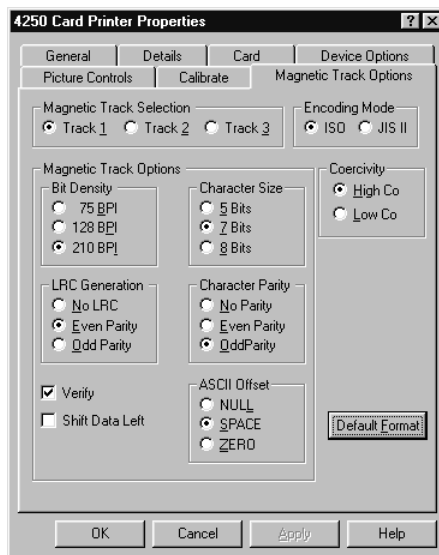 4250 Card Printer Properties ? ×
General Details Card Device Options
Picture Controls Calibrate Magnetic Track Options
Magnetic Track Selection Encoding Mode
Track 1 Track 2 Track 3 ISO JIS II
Magnetic Track Options Coercivity
Bit Density Character Size High Co
75 BPI 5 Bits Low Co
128 BPI 7 Bits
210 BPI 8 Bits
LRC Generation Character Parity
No LRC No Parity
Even Parity Even Parity
Odd Parity OddParity
Verify ASCII Offset
Shift Data Left NULL
SPACE Default Format
ZERO
OK Cancel Apply Help